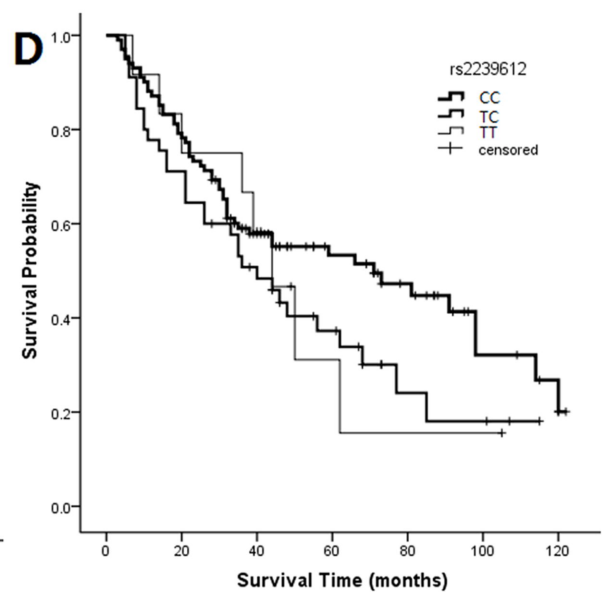 D
rs2239612
CC
TC
TT
censored
1.0
0.8
0.6
0.4
0.2
0.0
Survival Probability
0 20 40 60 80 100 120
Survival Time (months)